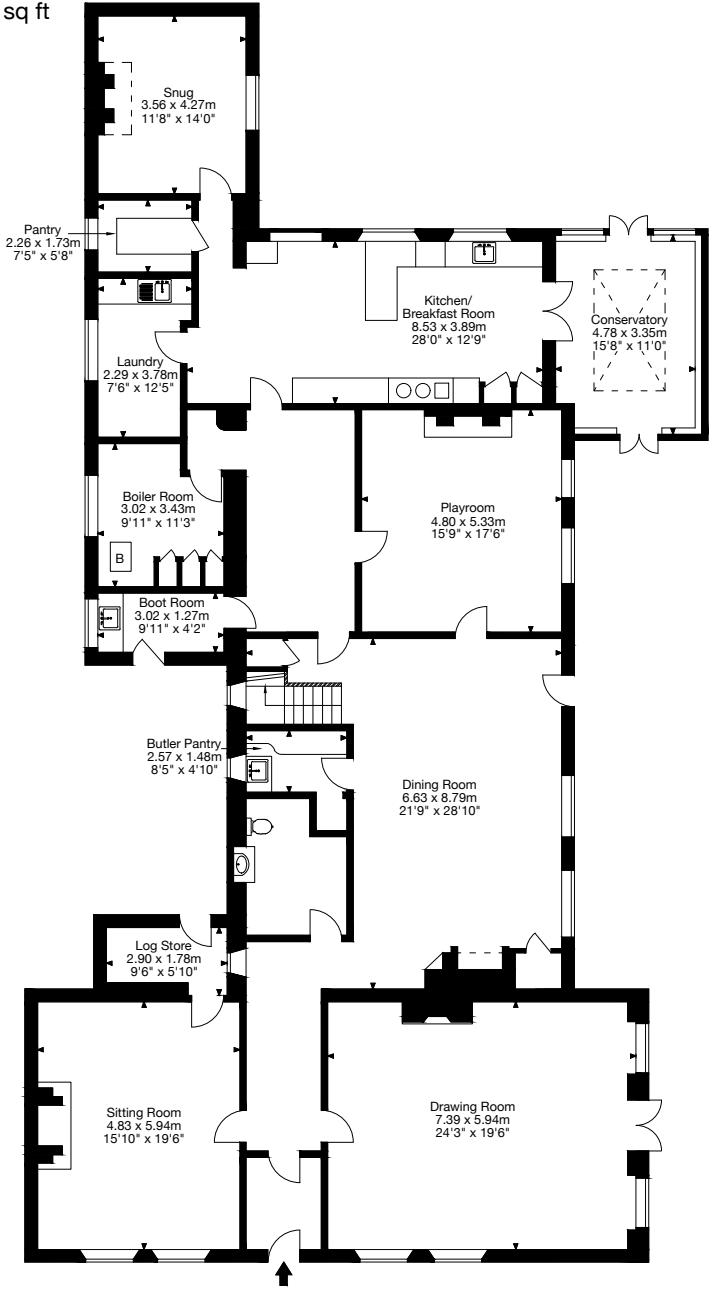 sq ft
Snug
3.56 x 4.27m
11'8" x 14'0"
Pantry
2.26 x 1.73m
7'5" x 5'8"
Kitchen/
Breakfast Room
8.53 x 3.89m
28'0" x 12'9"
Conservatory
4.78 x 3.35m
15'8" x 11'0"
Laundry
2.29 x 3.78m
7'6" x 12'5"
Boiler Room
3.02 x 3.43m
9'11" x 11'3"
B
Playroom
4.80 x 5.33m
15'9" x 17'6"
Boot Room
3.02 x 1.27m
9'11" x 4'2"
Butler Pantry
2.57 x 1.48m
8'5" x 4'10"
Dining Room
6.63 x 8.79m
21'9" x 28'10"
Log Store
2.90 x 1.78m
9'6" x 5'10"
Sitting Room
4.83 x 5.94m
15'10" x 19'6"
Drawing Room
7.39 x 5.94m
24'3" x 19'6"